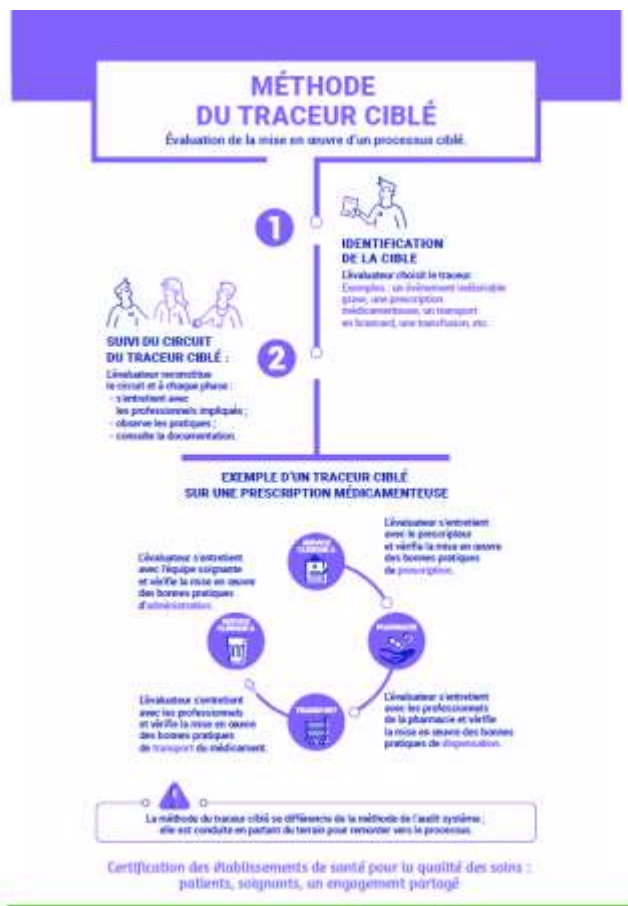 MÉTHODE
DU TRACEUR CIBLÉ
Évaluation de la mise en œuvre d'un processus ciblé.
1
IDENTIFICATION
DE LA CIBLE
L'évaluateur choisit le traceur.
Exemples : un événement indésirable
grave, une prescription
médicamenteuse, un transport
en brancard, une transfusion, etc.
SUIVI DU CIRCUIT
DU TRACEUR CIBLÉ :
L'évaluateur reconstitue
le circuit et à chaque phase :
- s'entretient avec
les professionnels impliqués ;
- observe les pratiques ;
- consulte la documentation.
2
EXEMPLE D'UN TRACEUR CIBLÉ
SUR UNE PRESCRIPTION MÉDICAMENTEUSE
L'évaluateur s'entretient
avec le prescripteur
et vérifie la mise en œuvre
des bonnes pratiques
de prescription.
SERVICE
CLINIQUE A
L'évaluateur s'entretient
avec l'équipe soignante
et vérifie la mise en œuvre
des bonnes pratiques
d'administration.
SERVICE
CLINIQUE A
PHARMACIE
L'évaluateur s'entretient
avec les professionnels
et vérifie la mise en œuvre
des bonnes pratiques
de transport du médicament.
TRANSPORT
L'évaluateur s'entretient
avec les professionnels
de la pharmacie et vérifie
la mise en œuvre des bonnes
pratiques de dispensation.
La méthode du traceur ciblé se différencie de la méthode de l'audit système ;
elle est conduite en partant du terrain pour remonter vers le processus.
Certification des établissements de santé pour la qualité des soins :
patients, soignants, un engagement partagé